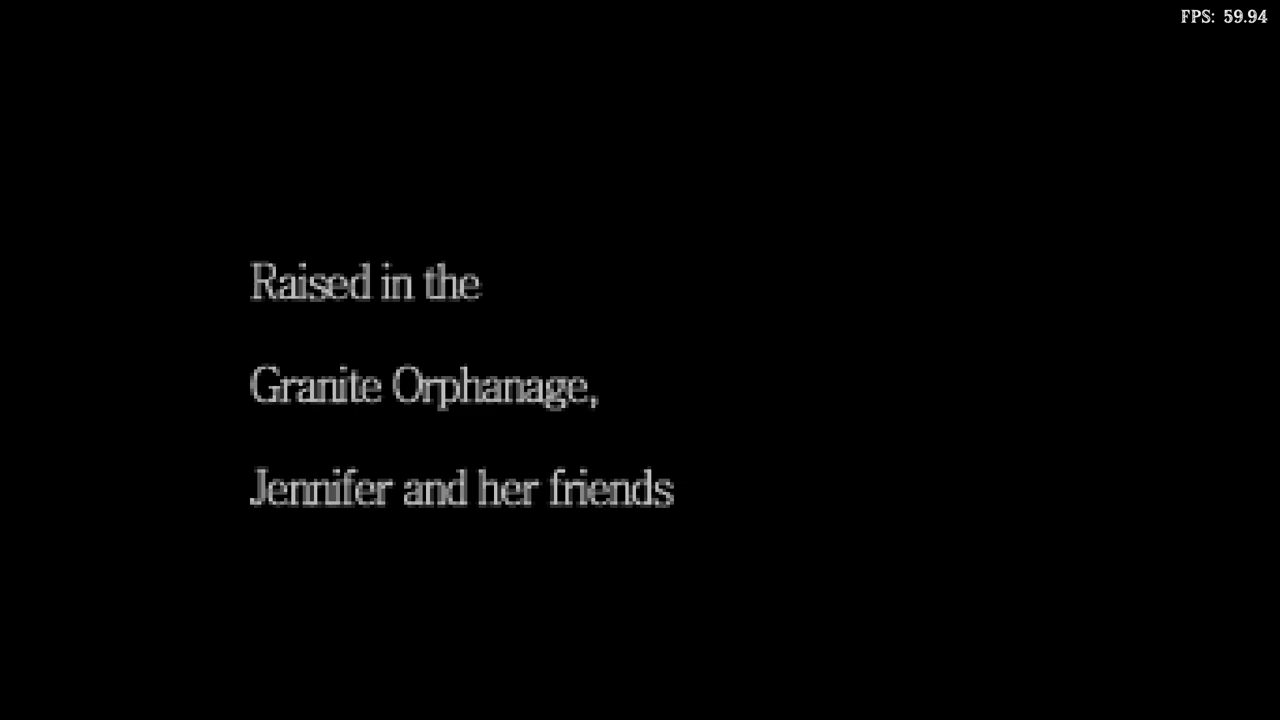 FPS: 59.94
Raised in the
Granite Orphanage,
Jennifer and her friends